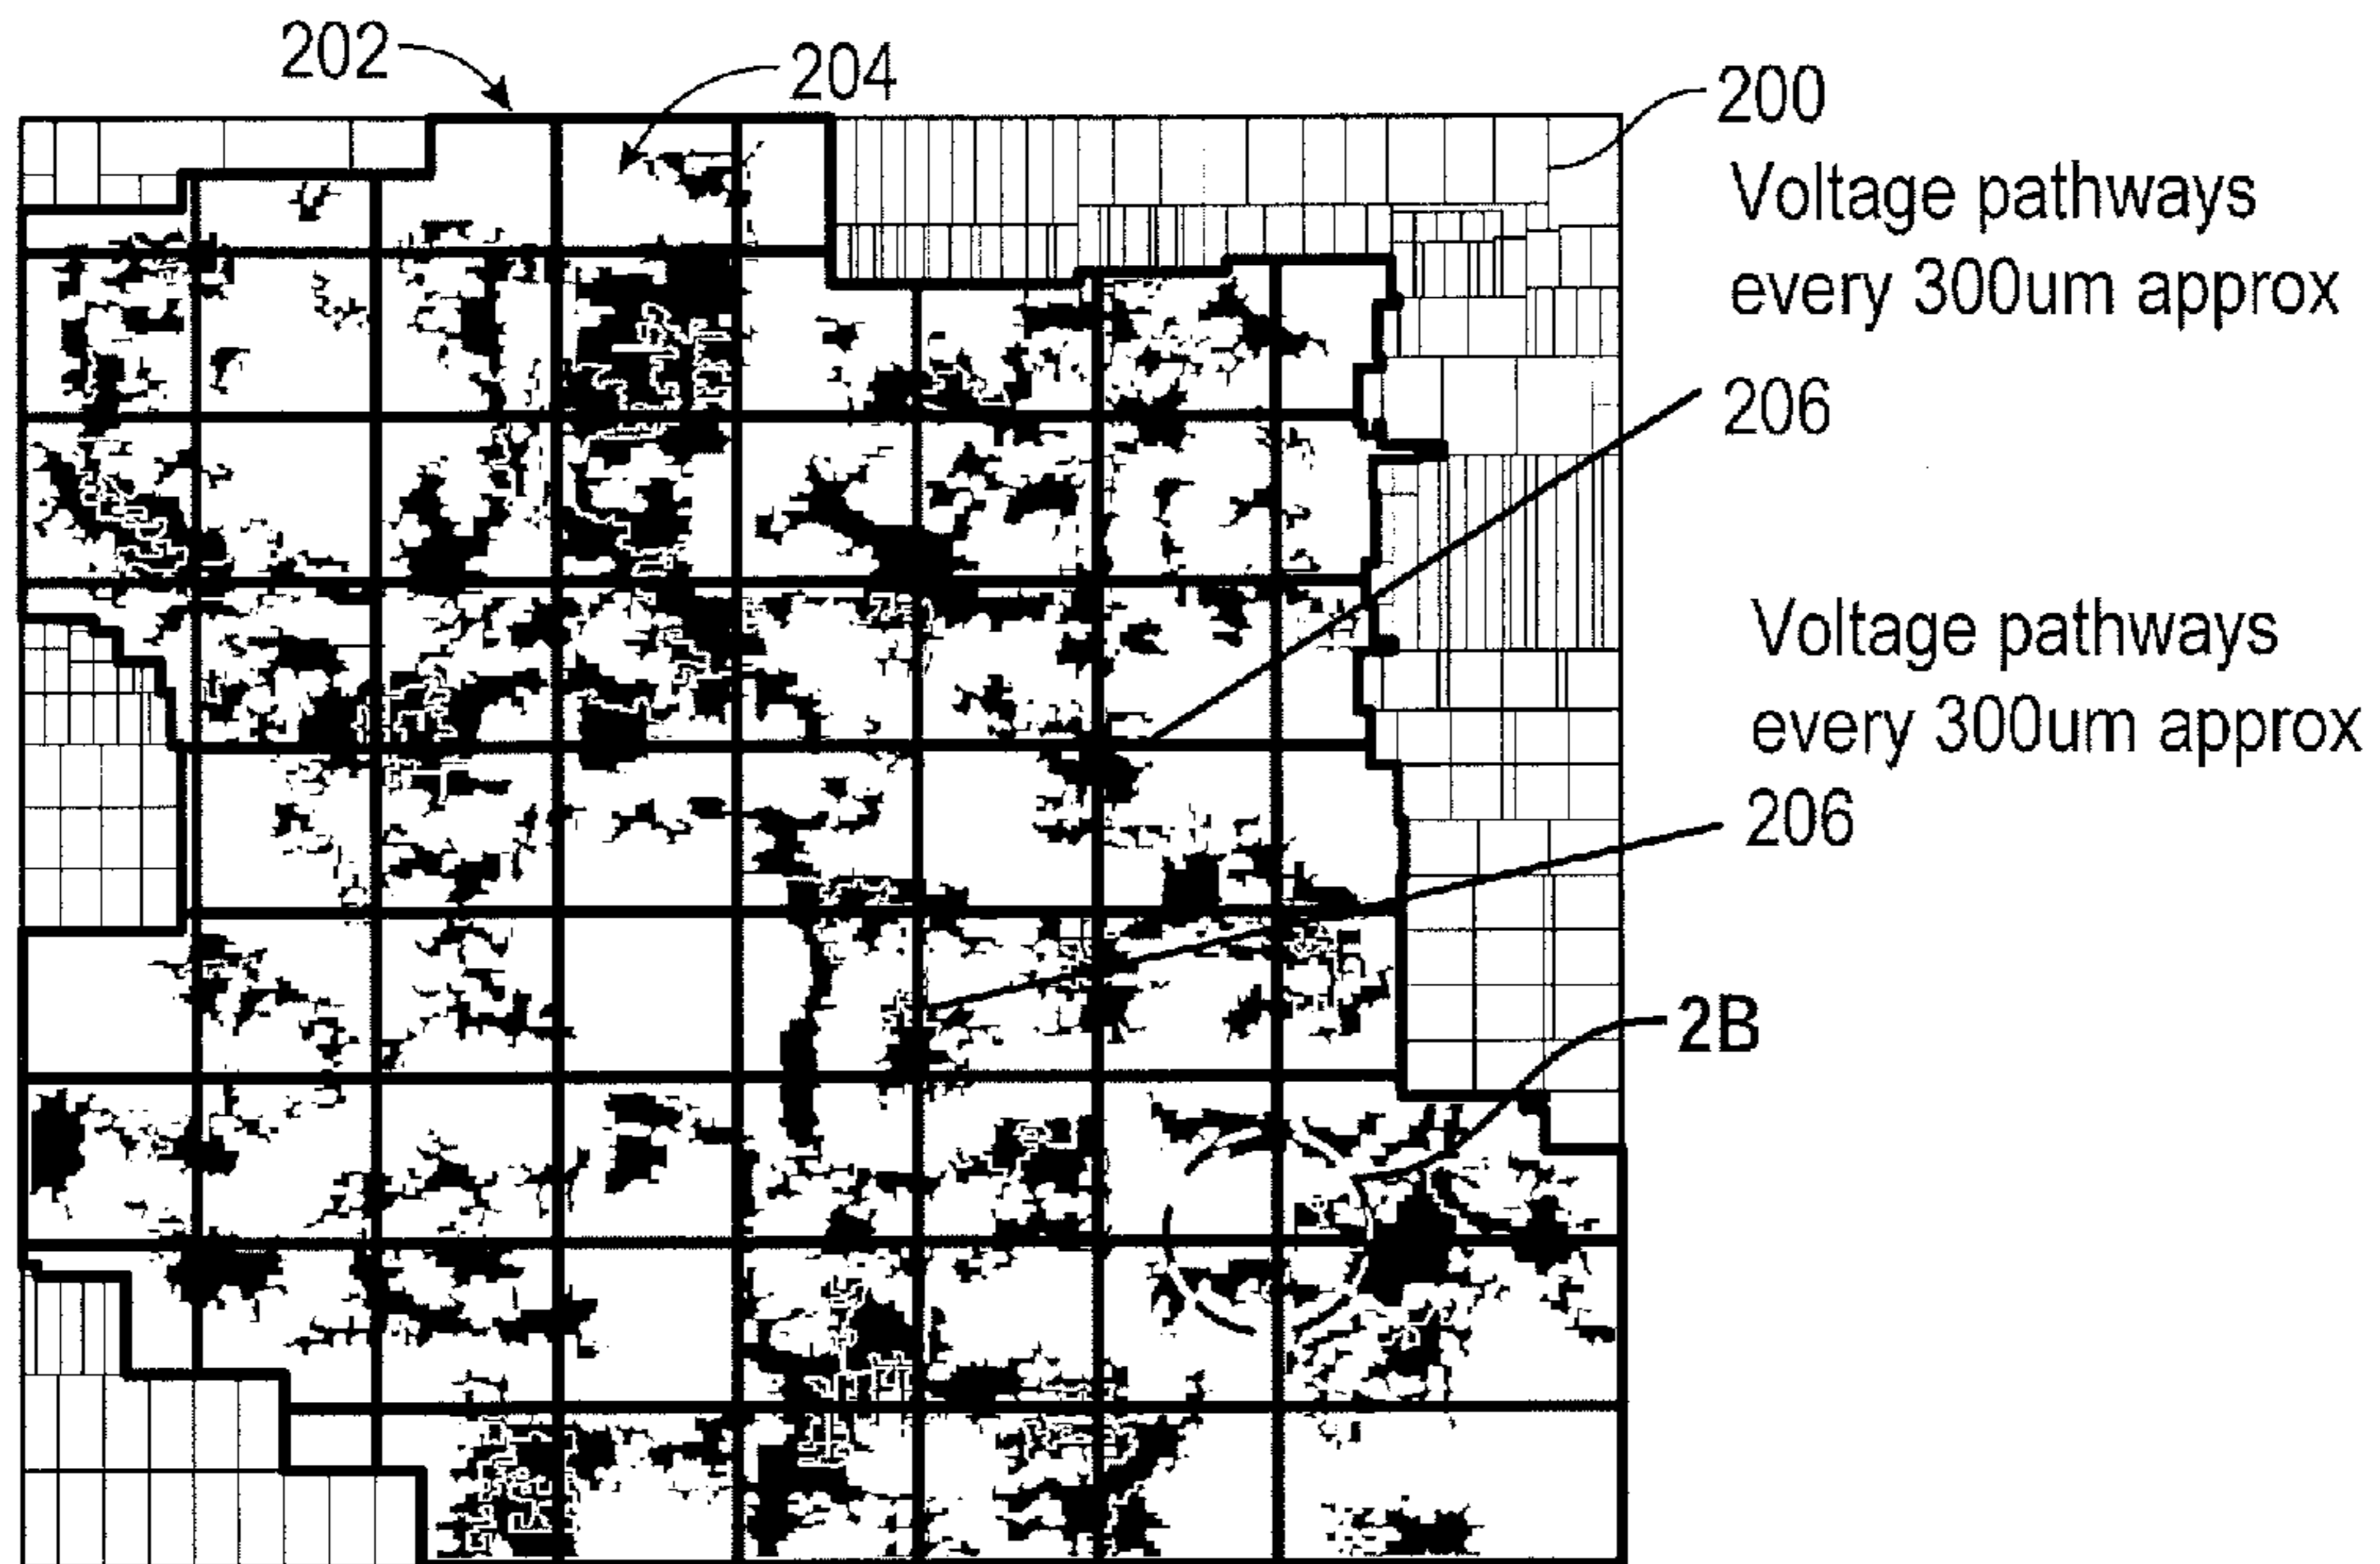 202
204
200
Voltage pathways
every 300um approx
206
Voltage pathways
every 300um approx
206
2B